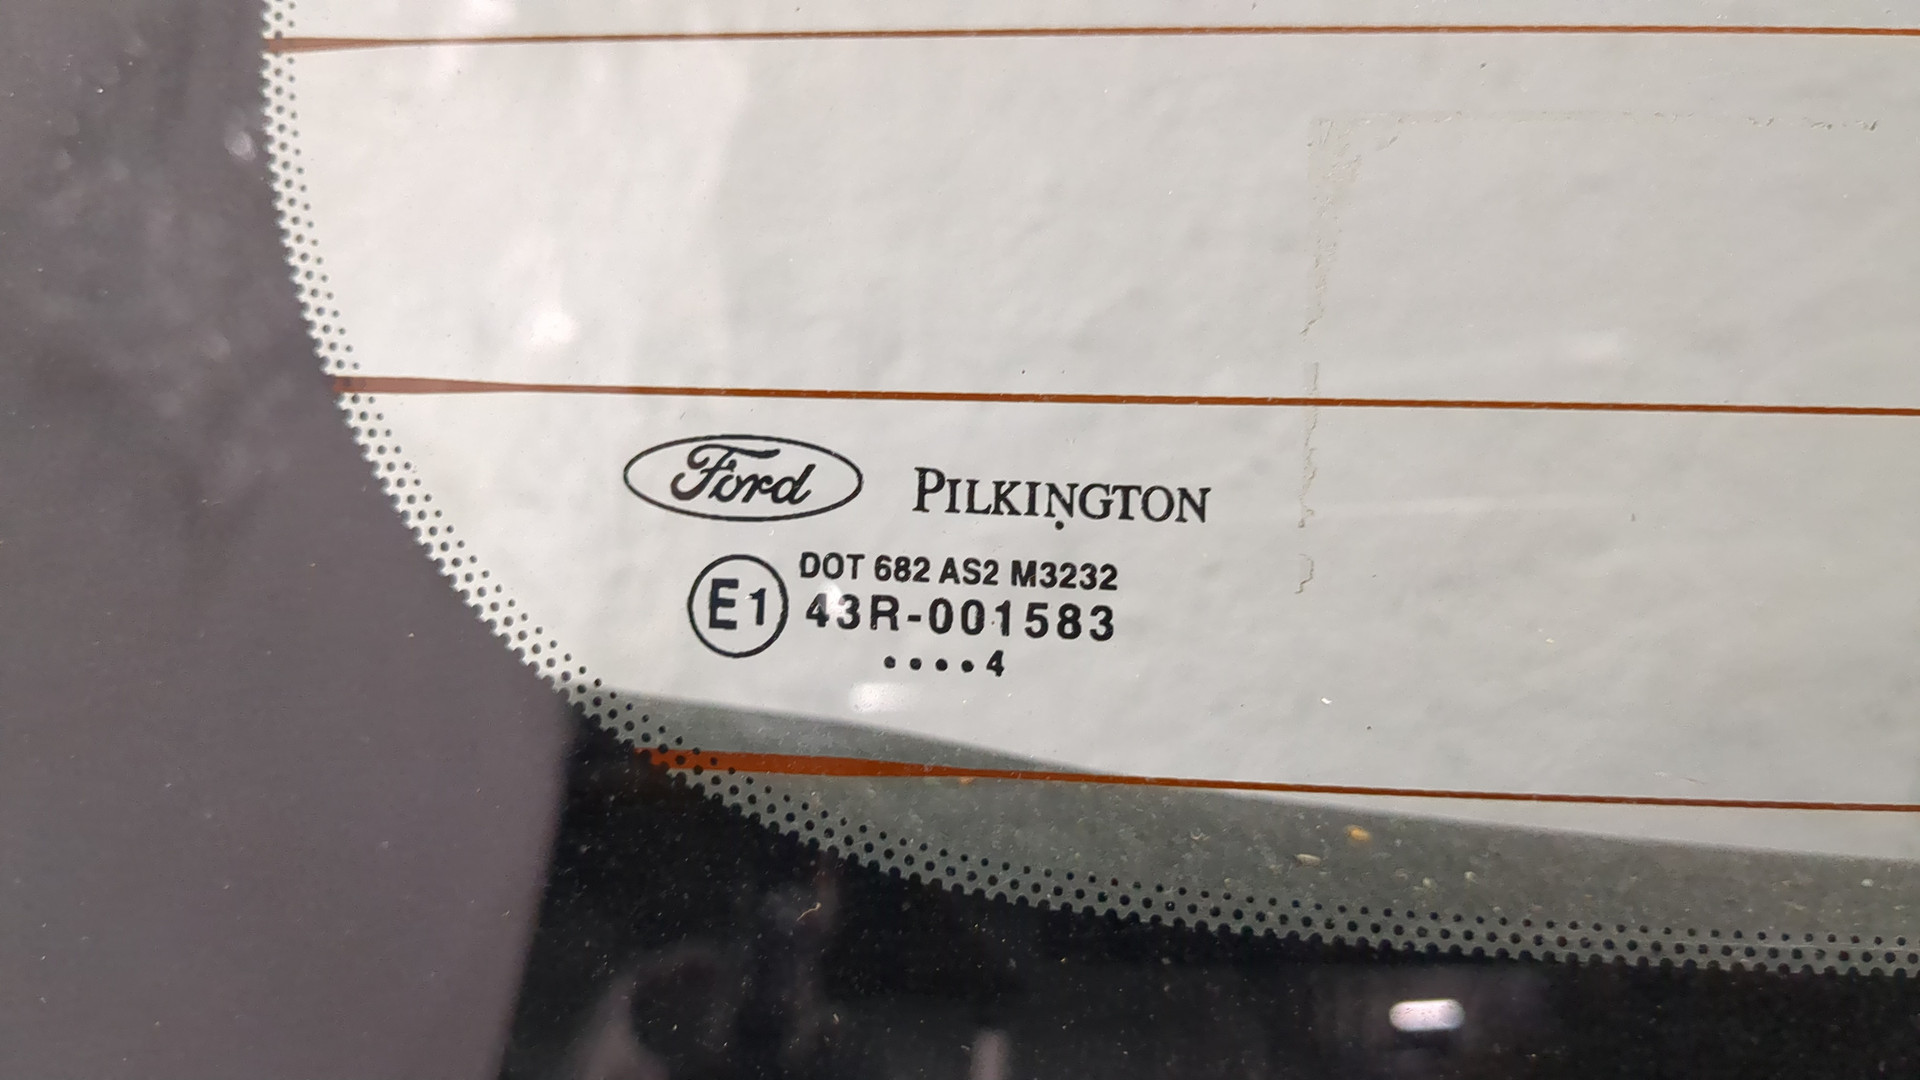 Ford PILKINGTON
DOT 682 AS2 M3232
E1 43R-001583
••••4